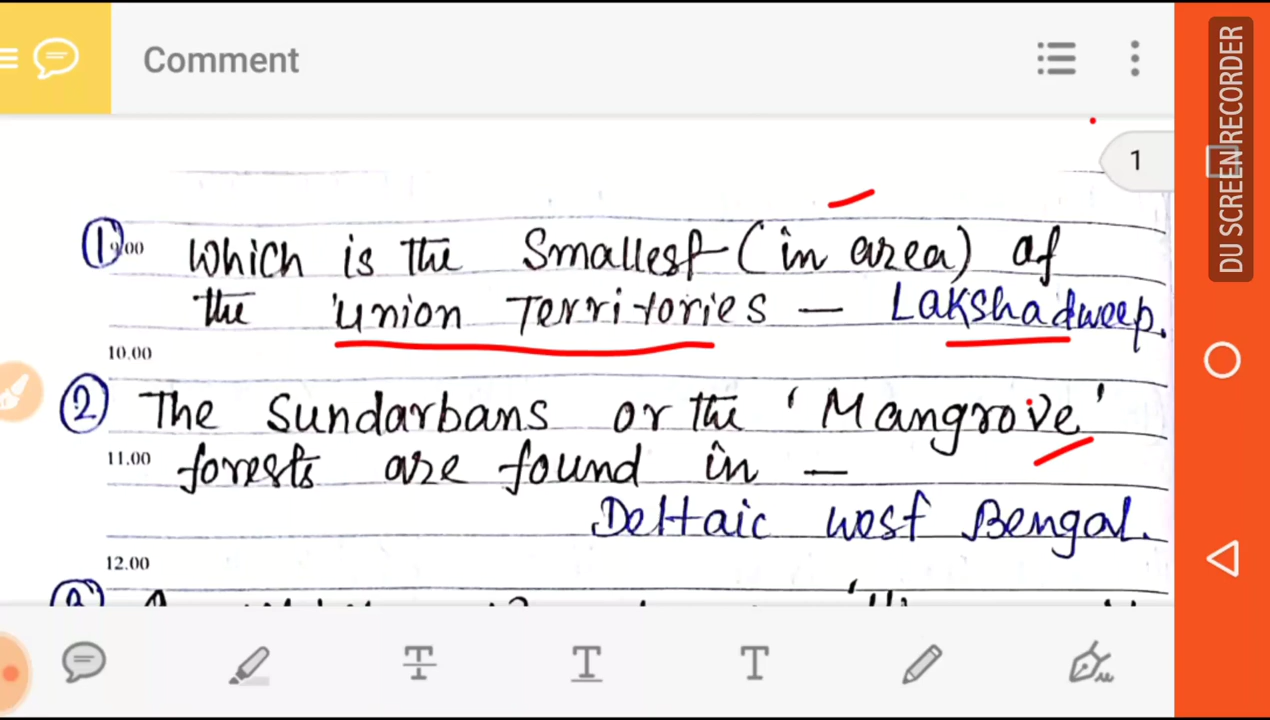 Comment
1
① 9.00 Which is the Smallest (in area) of
the union Territories — Lakshadweep.
10.00
② The Sundarbans or the 'Mangrove'
11.00 forests are found in —
Deltaic west Bengal.
12.00
T T T
DU SCREEN RECORDER